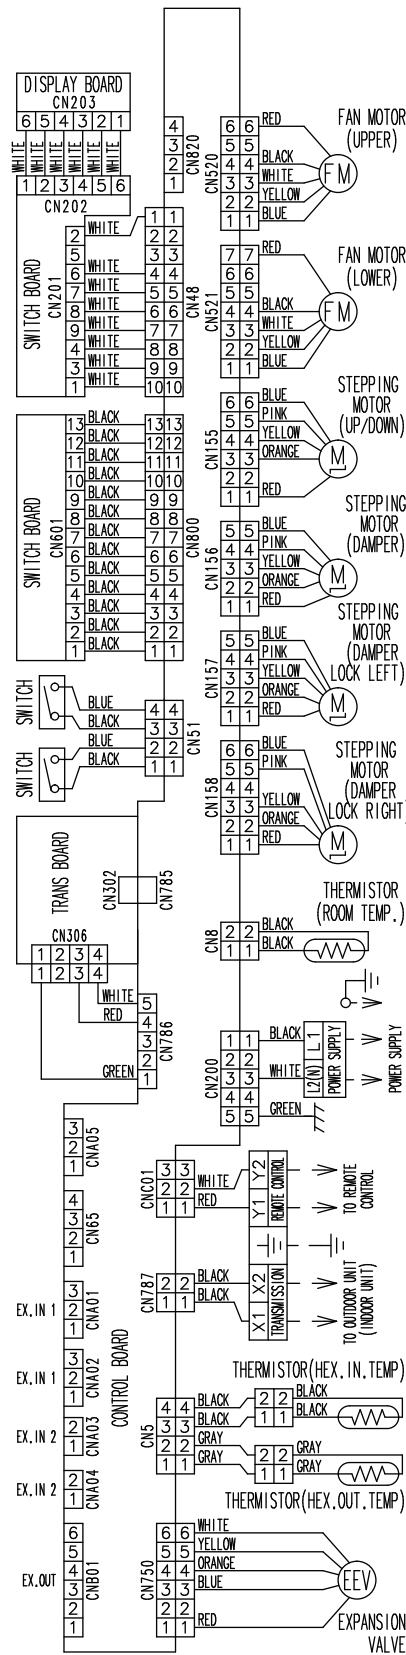 DISPLAY BOARD
CN203
6 5 4 3 2 1
WHITE WHITE WHITE WHITE WHITE WHITE
1 2 3 4 5 6
CN202
SWITCH BOARD
CN201
2 WHITE
5
6 WHITE
7 WHITE
8 WHITE
9 WHITE
4 WHITE
3 WHITE
1 WHITE
1 1
2 2
3 3
4 4
5 5
6 6
7 7
8 8
9 9
10 10
CN48
4
3
2
1
CN820
SWITCH BOARD
CN601
13 BLACK 13 13
12 BLACK 12 12
11 BLACK 11 11
10 BLACK 10 10
9 BLACK 9 9
8 BLACK 8 8
7 BLACK 7 7
6 BLACK 6 6
5 BLACK 5 5
4 BLACK 4 4
3 BLACK 3 3
2 BLACK 2 2
1 BLACK 1 1
CN800
SWITCH
BLUE 4 4
BLACK 3 3
SWITCH
BLUE 2 2
BLACK 1 1
CN51
TRANS BOARD
CN302
CN785
CN306
1 2 3 4
1 2 3 4
WHITE 5
RED 4
3
2
GREEN 1
CN786
CN520
6 6 RED
5 5
4 4 BLACK
3 3 WHITE
2 2 YELLOW
1 1 BLUE
FM
FAN MOTOR
(UPPER)
CN521
7 7 RED
6 6
5 5
4 4 BLACK
3 3 WHITE
2 2 YELLOW
1 1 BLUE
FM
FAN MOTOR
(LOWER)
CN155
6 6 BLUE
5 5 PINK
4 4 YELLOW
3 3 ORANGE
2 2
1 1 RED
M
STEPPING
MOTOR
(UP/DOWN)
CN156
5 5 BLUE
4 4 PINK
3 3 YELLOW
2 2 ORANGE
1 1 RED
M
STEPPING
MOTOR
(DAMPER)
CN157
5 5 BLUE
4 4 PINK
3 3 YELLOW
2 2 ORANGE
1 1 RED
M
STEPPING
MOTOR
(DAMPER
LOCK LEFT)
CN158
6 6 BLUE
5 5 PINK
4 4
3 3 YELLOW
2 2 ORANGE
1 1 RED
M
STEPPING
MOTOR
(DAMPER
LOCK RIGHT)
THERMISTOR
(ROOM TEMP.)
CN8
2 2 BLACK
1 1 BLACK
CN200
1 1 BLACK L1
2 2
3 3 WHITE L2(N)
4 4
5 5 GREEN
POWER SUPPLY
POWER SUPPLY
CNC01
3 3
2 2 WHITE Y2
1 1 RED Y1
REMOTE CONTROL
TO REMOTE
CONTROL
CN787
2 2 BLACK X2
1 1 BLACK X1
TRANSMISSION
TO OUTDOOR UNIT
(INDOOR UNIT)
THERMISTOR(HEX.IN.TEMP)
CN5
4 4 BLACK 2 2 BLACK
3 3 BLACK 1 1 BLACK
2 2 GRAY 2 2 GRAY
1 1 GRAY 1 1 GRAY
THERMISTOR(HEX.OUT.TEMP)
CN750
6 6 WHITE
5 5 YELLOW
4 4 ORANGE
3 3 BLUE
2 2
1 1 RED
EEV
EXPANSION
VALVE
CONTROL BOARD
3
2
1
CNA05
4
3
2
1
CN65
EX.IN 1
3
2
1
CNA01
EX.IN 1
3
2
1
CNA02
EX.IN 2
2
1
CNA03
EX.IN 2
2
1
CNA04
EX.OUT
6
5
4
3
2
1
CNB01